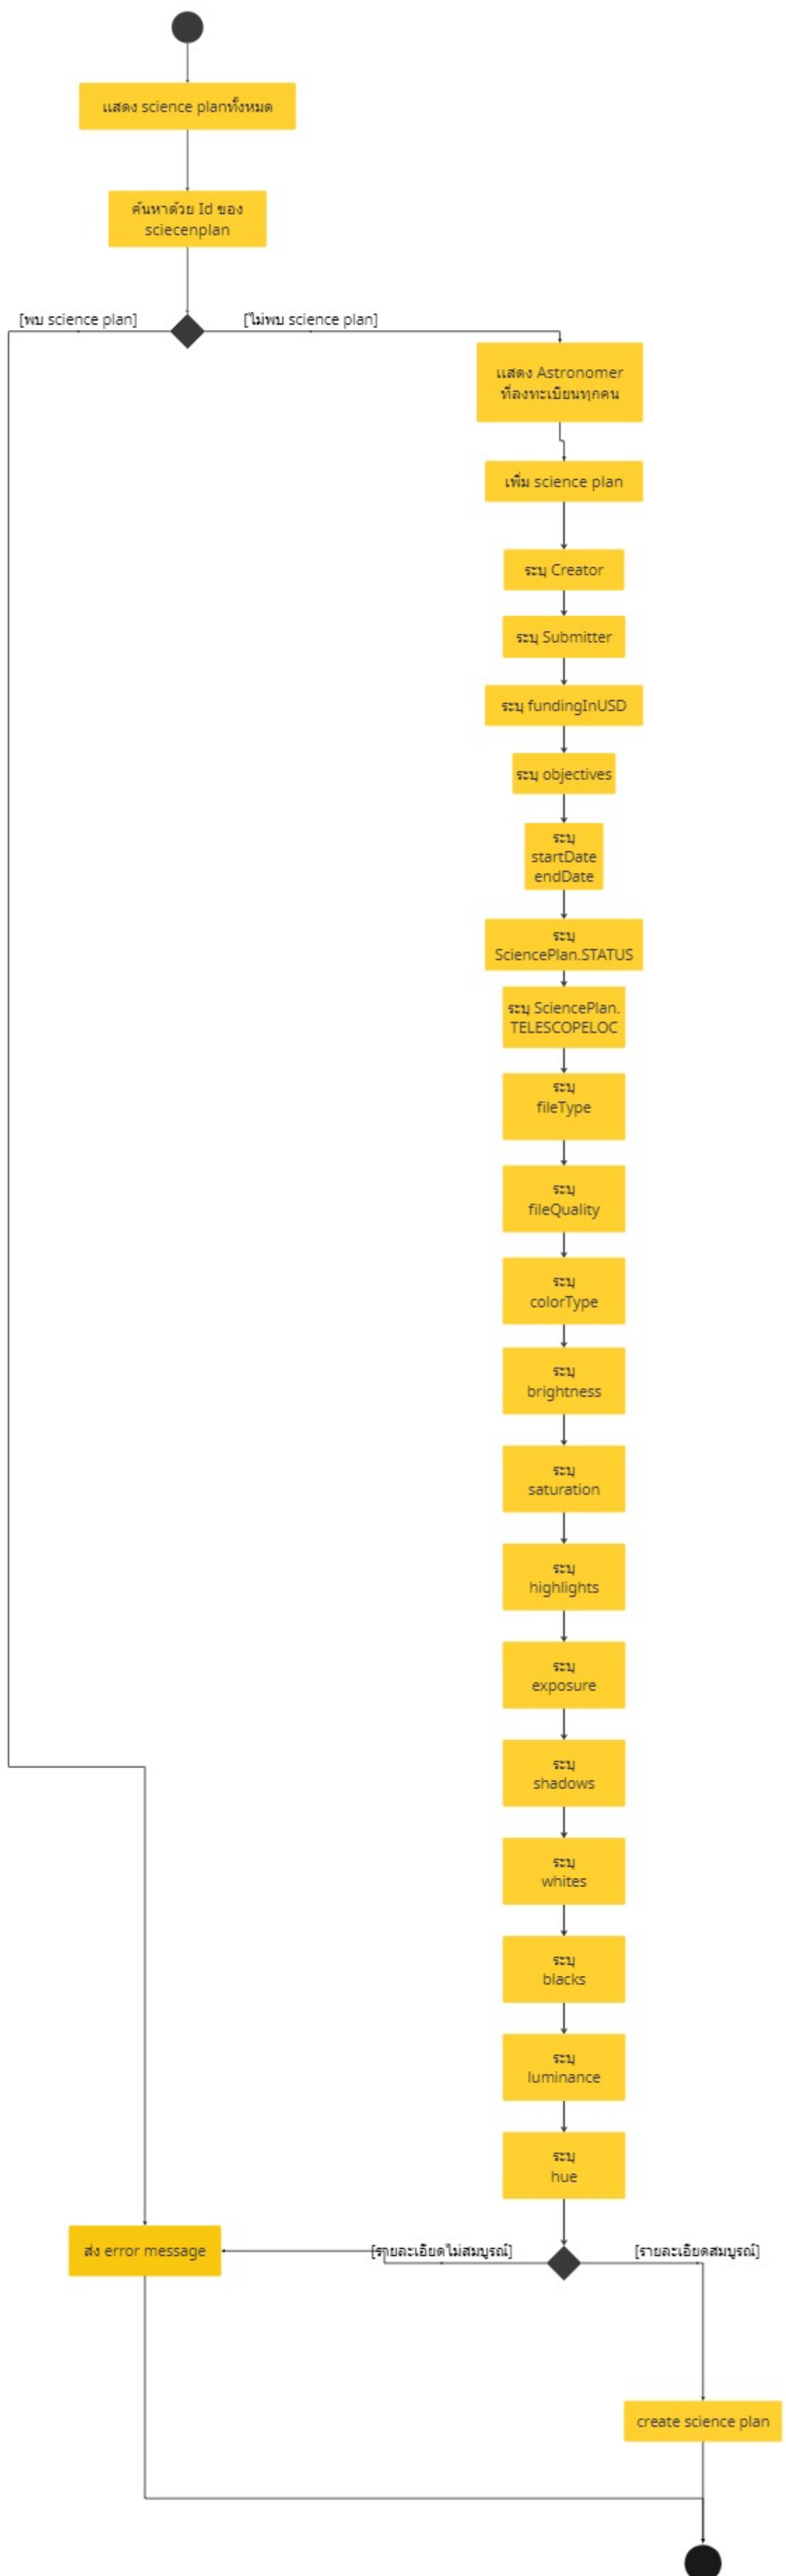 แสดง science planทั้งหมด
ค้นหาด้วย Id ของ
sciecenplan
[พบ science plan]
[ไม่พบ science plan]
แสดง Astronomer
ที่ลงทะเบียนทุกคน
เพิ่ม science plan
ระบุ Creator
ระบุ Submitter
ระบุ fundingInUSD
ระบุ objectives
ระบุ
startDate
endDate
ระบุ
SciencePlan.STATUS
ระบุ SciencePlan.
TELESCOPELOC
ระบุ
fileType
ระบุ
fileQuality
ระบุ
colorType
ระบุ
brightness
ระบุ
saturation
ระบุ
highlights
ระบุ
exposure
ระบุ
shadows
ระบุ
whites
ระบุ
blacks
ระบุ
luminance
ระบุ
hue
ส่ง error message
[รายละเอียดไม่สมบูรณ์]
[รายละเอียดสมบูรณ์]
create science plan